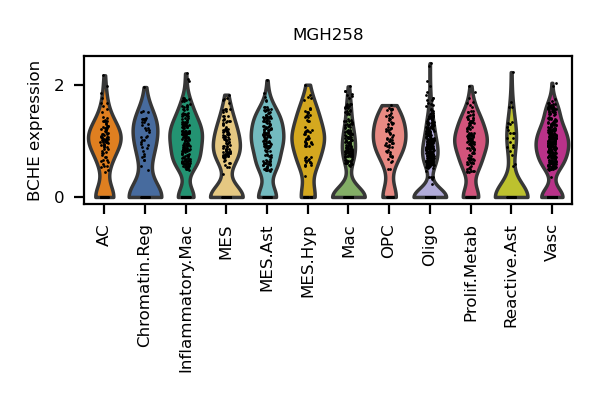 MGH258
BCHE expression
2
0
AC
Chromatin.Reg
Inflammatory.Mac
MES
MES.Ast
MES.Hyp
Mac
OPC
Oligo
Prolif.Metab
Reactive.Ast
Vasc